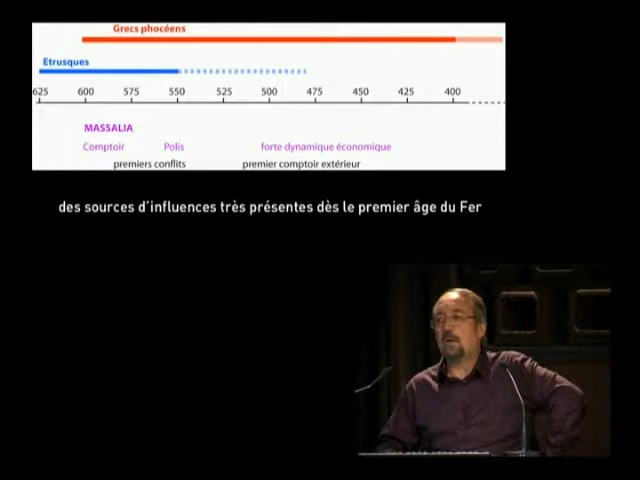 Grecs phocéens
Etrusques
625 600 575 550 525 500 475 450 425 400
MASSALIA
Comptoir Polis forte dynamique économique
premiers conflits premier comptoir extérieur
des sources d'influences très présentes dès le premier âge du Fer